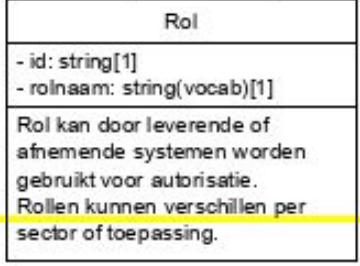 Rol
- id: string[1]
- rolnaam: string(vocab)[1]
Rol kan door leverende of
afnemende systemen worden
gebruikt voor autorisatie.
Rollen kunnen verschillen per
sector of toepassing.